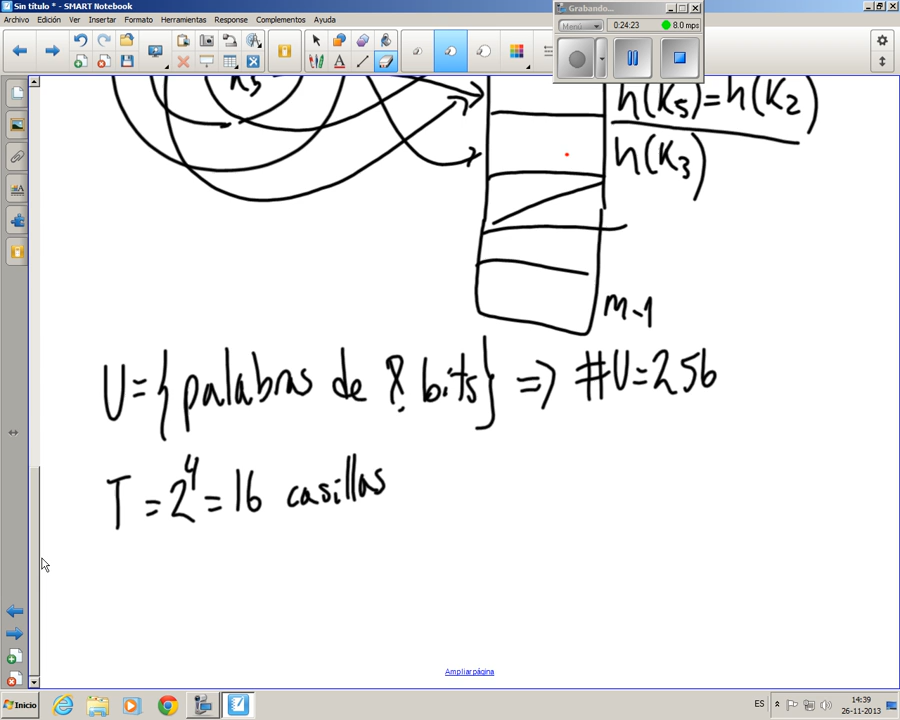 Sin título * - SMART Notebook
Grabando...
Archivo Edición Ver Insertar Formato Herramientas Response Complementos Ayuda
Menú 0:24:23 8.0 mps
K5
h(K5)=h(K2)
h(K3)
m-1
U={palabras de 8 bits} => #U=256
T=2^4=16 casillas
Ampliar página
Inicio
ES
14:39
26-11-2013